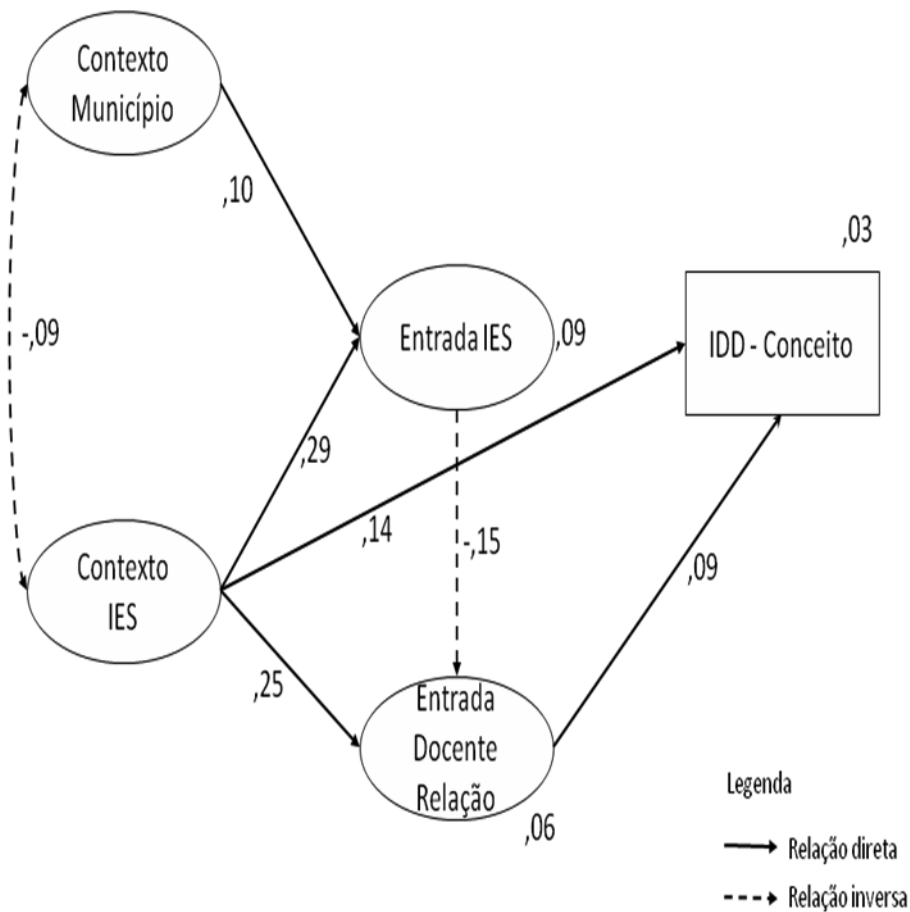 Contexto
Município
,10
,03
-,09
Entrada IES
,09
IDD - Conceito
,29
,14
-,15
,09
Contexto
IES
,25
Entrada
Docente
Relação
,06
Legenda
Relação direta
Relação inversa